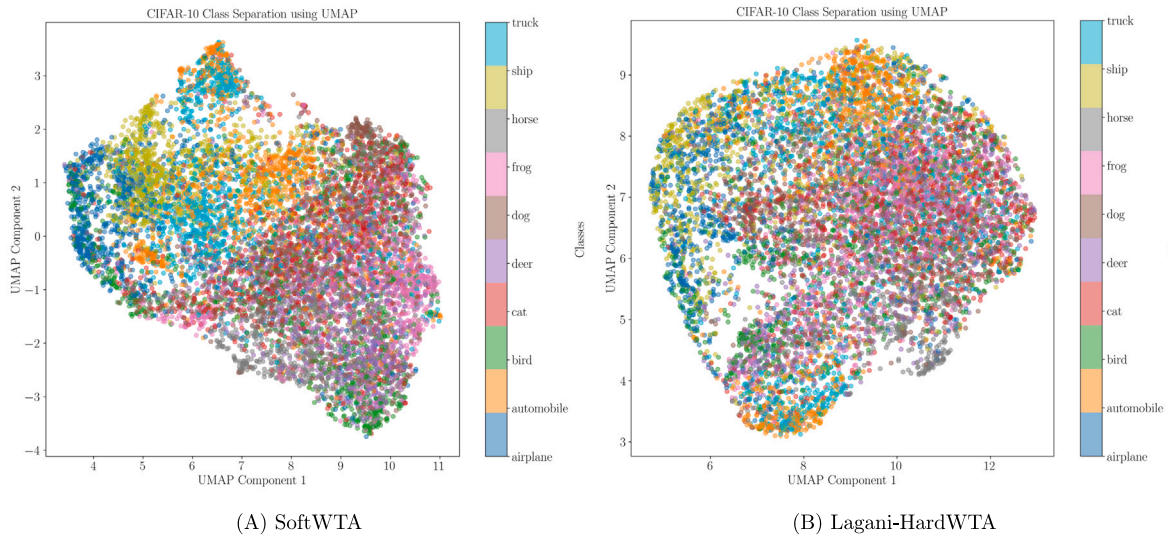 CIFAR-10 Class Separation using UMAP
UMAP Component 2
3
2
1
0
−1
−2
−3
−4
4
5
6
7
8
9
10
11
UMAP Component 1
truck
ship
horse
frog
dog
deer
cat
bird
automobile
airplane
Classes
(A) SoftWTA
CIFAR-10 Class Separation using UMAP
UMAP Component 2
9
8
7
6
5
4
3
6
8
10
12
UMAP Component 1
truck
ship
horse
frog
dog
deer
cat
bird
automobile
airplane
(B) Lagani-HardWTA